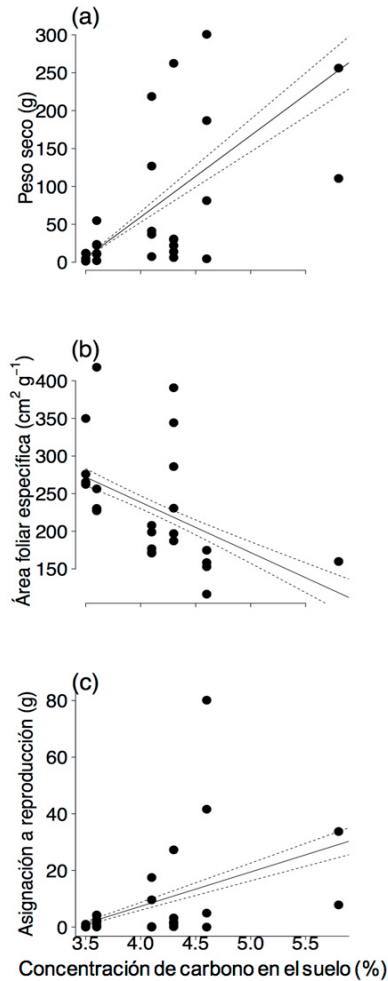 (a)
Peso seco (g)
300
250
200
150
100
50
0
(b)
Área foliar específica (cm² g⁻¹)
400
350
300
250
200
150
(c)
Asignación a reproducción (g)
80
60
40
20
0
3.5 4.0 4.5 5.0 5.5
Concentración de carbono en el suelo (%)